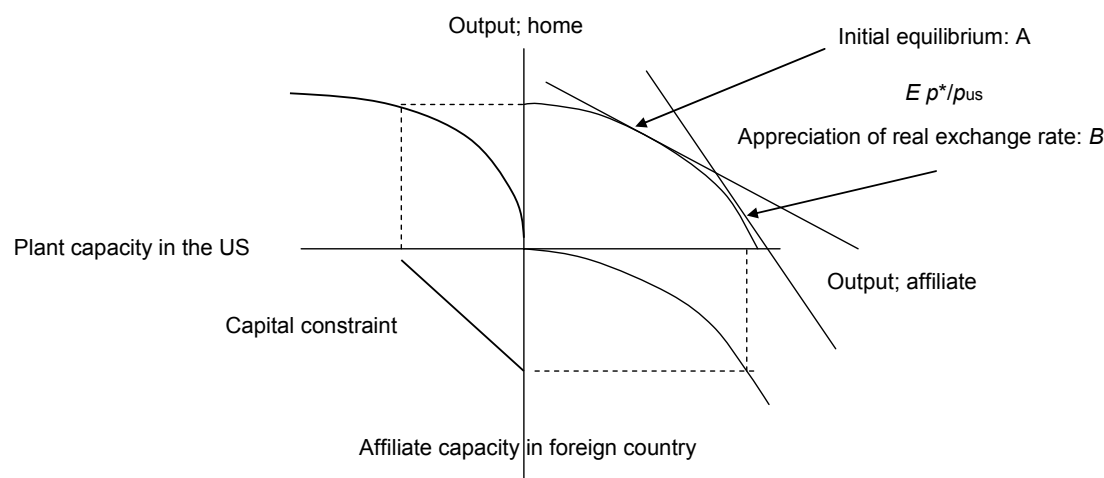 Output; home
Initial equilibrium: A
E p*/pus
Appreciation of real exchange rate: B
Plant capacity in the US
Output; affiliate
Capital constraint
Affiliate capacity in foreign country